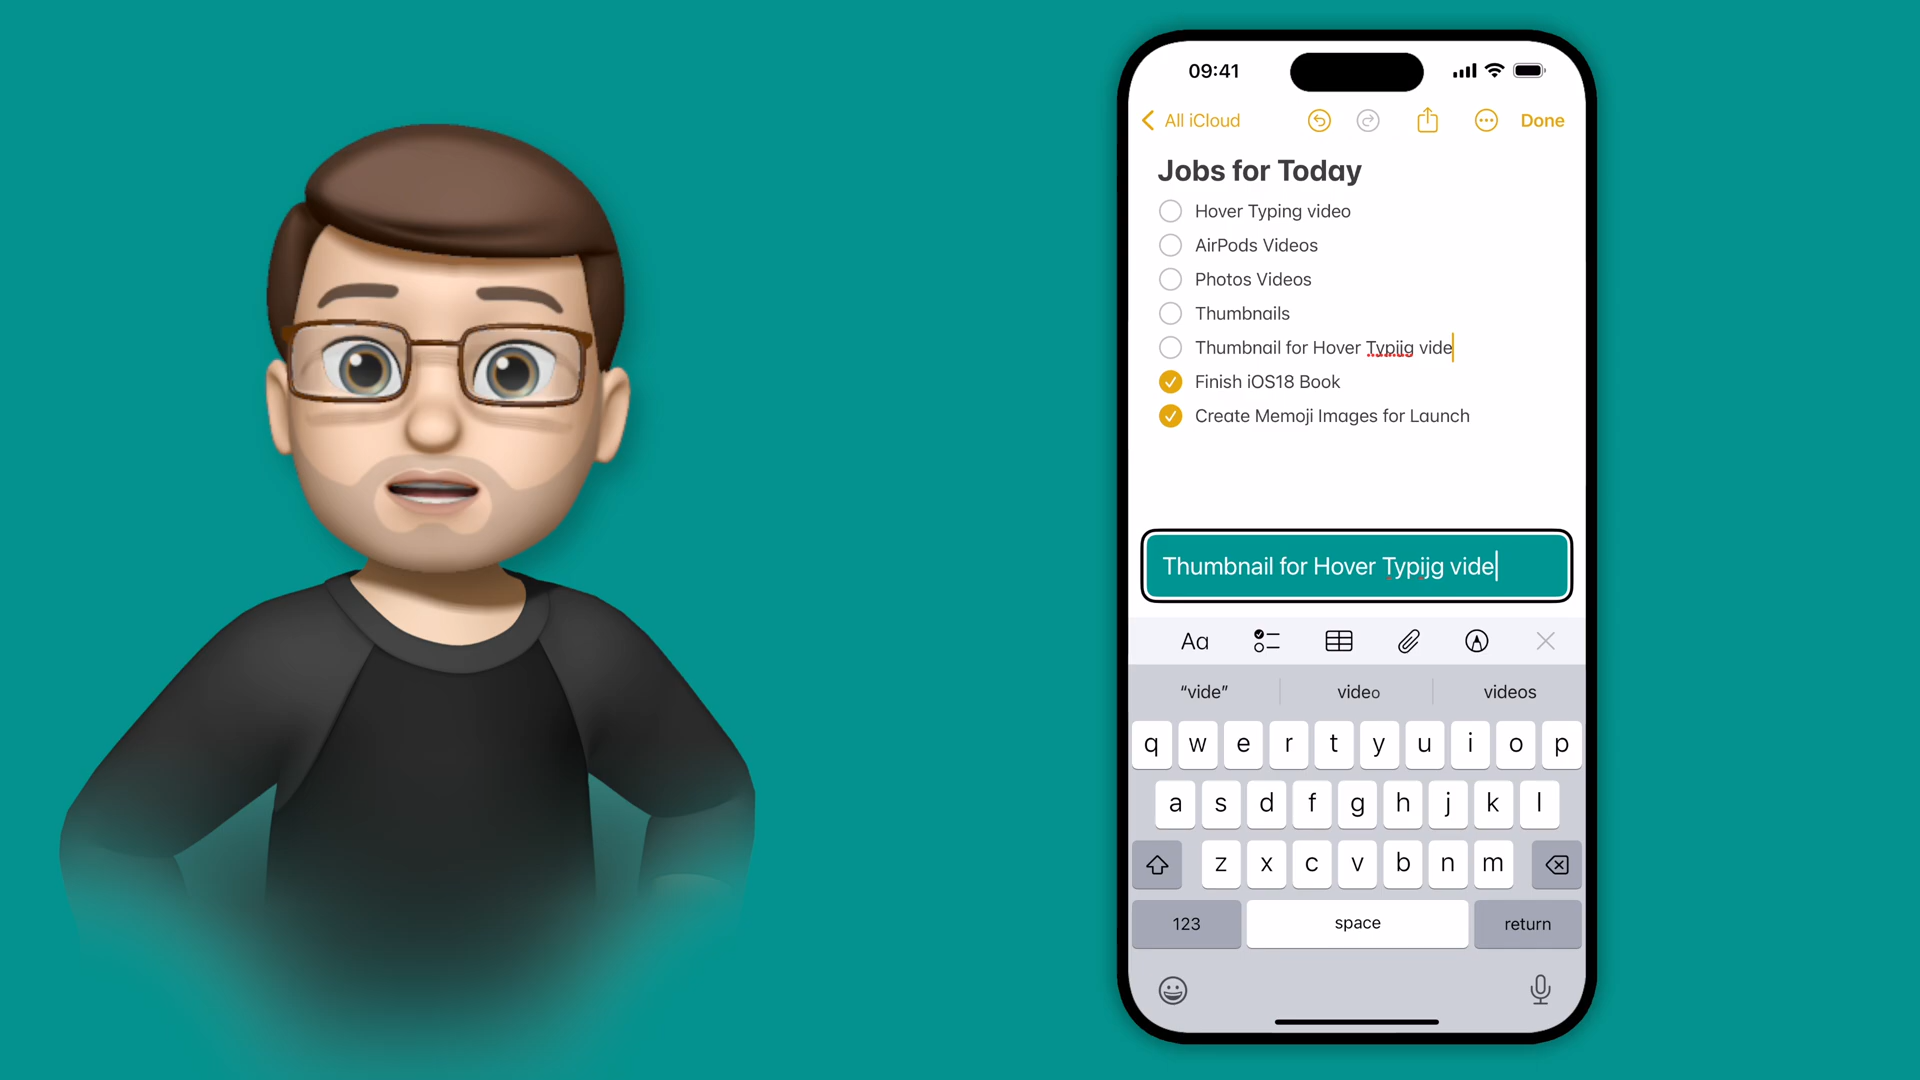 09:41
All iCloud
Done
Jobs for Today
Hover Typing video
AirPods Videos
Photos Videos
Thumbnails
Thumbnail for Hover Typijg vide
Finish iOS18 Book
Create Memoji Images for Launch
Thumbnail for Hover Typijg vide
Aa
“vide” video videos
q w e r t y u i o p
a s d f g h j k l
z x c v b n m
123 space return